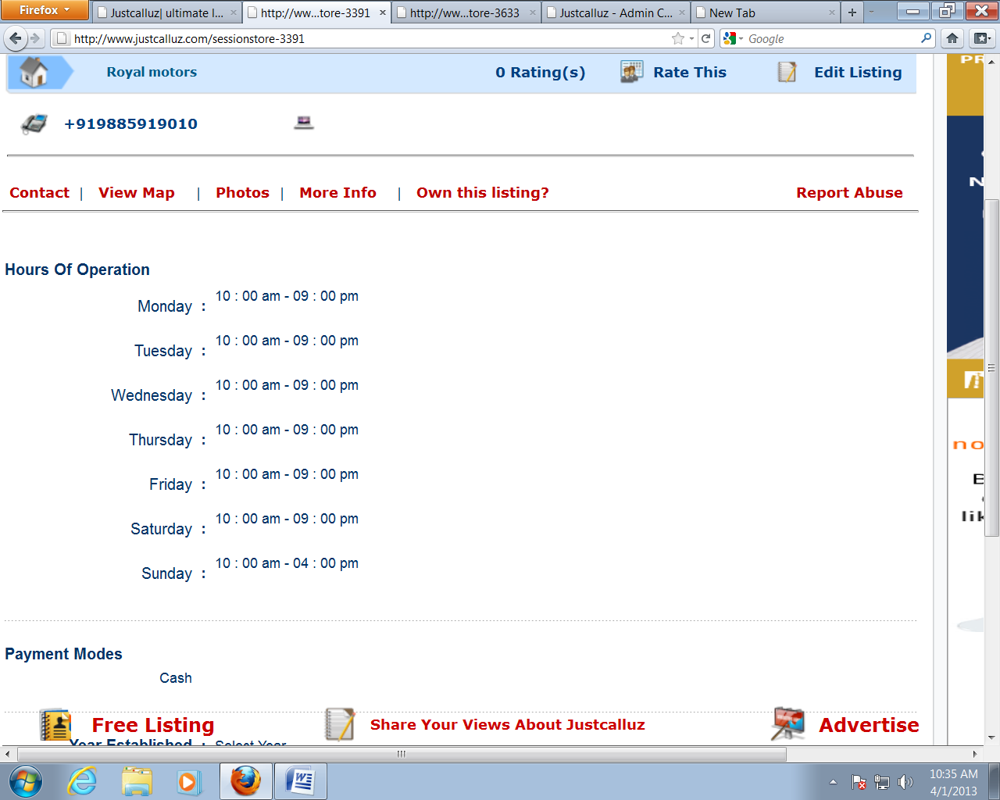 Firefox
Justcalluz| ultimate l...
http://ww...tore-3391
http://ww...tore-3633
Justcalluz - Admin C...
New Tab
http://www.justcalluz.com/sessionstore-3391
Google
Royal motors
0 Rating(s)
Rate This
Edit Listing
+919885919010
Contact | View Map | Photos | More Info | Own this listing?
Report Abuse
Hours Of Operation
Monday : 10 : 00 am - 09 : 00 pm
Tuesday : 10 : 00 am - 09 : 00 pm
Wednesday : 10 : 00 am - 09 : 00 pm
Thursday : 10 : 00 am - 09 : 00 pm
Friday : 10 : 00 am - 09 : 00 pm
Saturday : 10 : 00 am - 09 : 00 pm
Sunday : 10 : 00 am - 04 : 00 pm
Payment Modes
Cash
Free Listing
Share Your Views About Justcalluz
Advertise
Year Established : Select Year
PR
N
no
B
lik
10:35 AM
4/1/2013